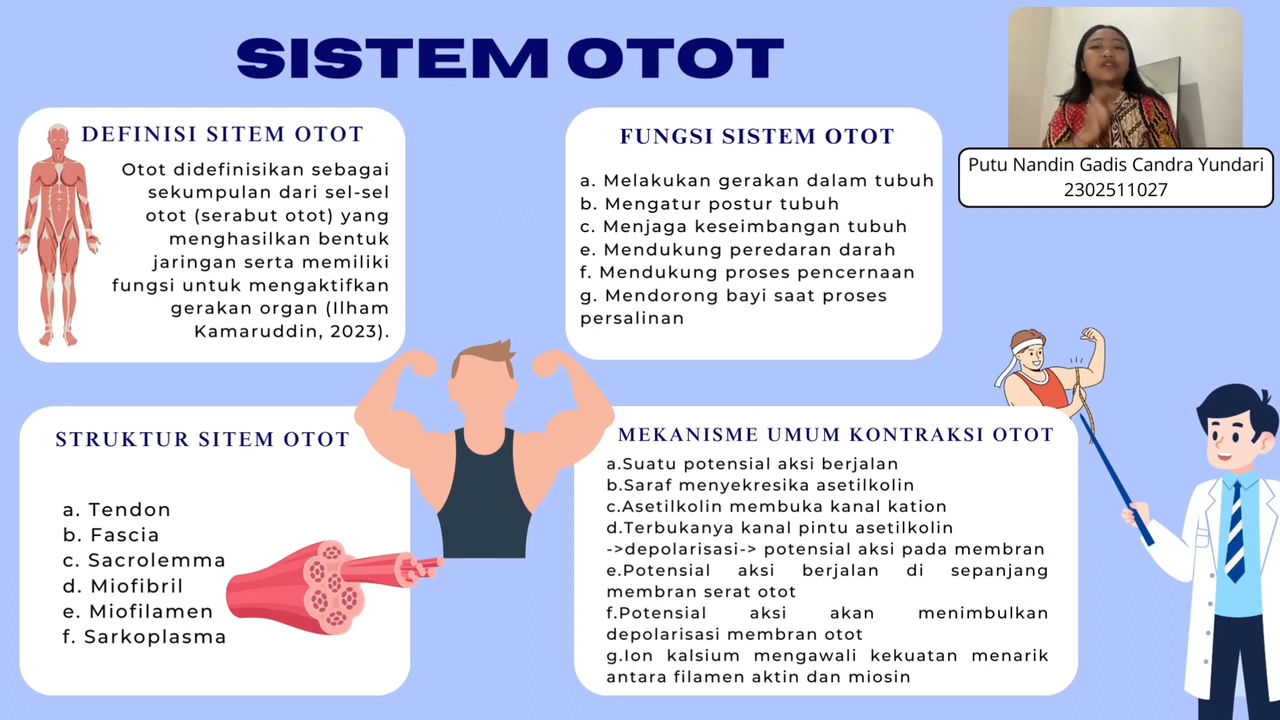 SISTEM OTOT
DEFINISI SITEM OTOT
Otot didefinisikan sebagai
sekumpulan dari sel-sel
otot (serabut otot) yang
menghasilkan bentuk
jaringan serta memiliki
fungsi untuk mengaktifkan
gerakan organ (Ilham
Kamaruddin, 2023).
FUNGSI SISTEM OTOT
a. Melakukan gerakan dalam tubuh
b. Mengatur postur tubuh
c. Menjaga keseimbangan tubuh
e. Mendukung peredaran darah
f. Mendukung proses pencernaan
g. Mendorong bayi saat proses
persalinan
Putu Nandin Gadis Candra Yundari
2302511027
STRUKTUR SITEM OTOT
a. Tendon
b. Fascia
c. Sacrolemma
d. Miofibril
e. Miofilamen
f. Sarkoplasma
MEKANISME UMUM KONTRAKSI OTOT
a.Suatu potensial aksi berjalan
b.Saraf menyekresika asetilkolin
c.Asetilkolin membuka kanal kation
d.Terbukanya kanal pintu asetilkolin
->depolarisasi-> potensial aksi pada membran
e.Potensial aksi berjalan di sepanjang
membran serat otot
f.Potensial aksi akan menimbulkan
depolarisasi membran otot
g.Ion kalsium mengawali kekuatan menarik
antara filamen aktin dan miosin